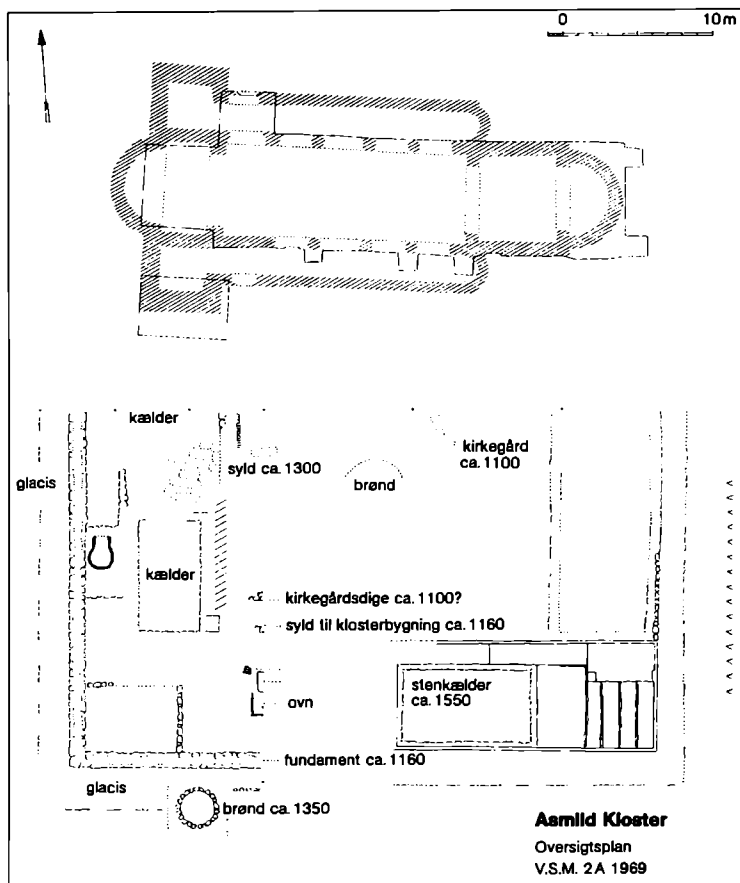 0 10m
kælder
kirkegård
ca. 1100
syld ca. 1300
glacis
brønd
kælder
kirkegårdsdige ca. 1100?
syld til klosterbygning ca. 1160
stenkælder
ca. 1550
ovn
fundament ca. 1160
glacis
brønd ca. 1350
Asmild Kloster
Oversigtsplan
V.S.M. 2A 1969